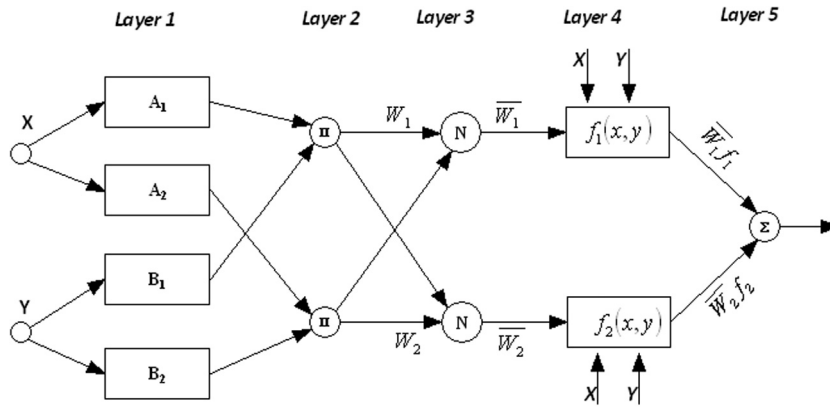 Layer 1 Layer 2 Layer 3 Layer 4 Layer 5
X Y
A₁
X
Π W₁ N W̅₁ f₁(x,y) W̅₁f₁
A₂
Σ
B₁
Y
Π W₂ N W̅₂ f₂(x,y) W̅₂f₂
B₂
X Y